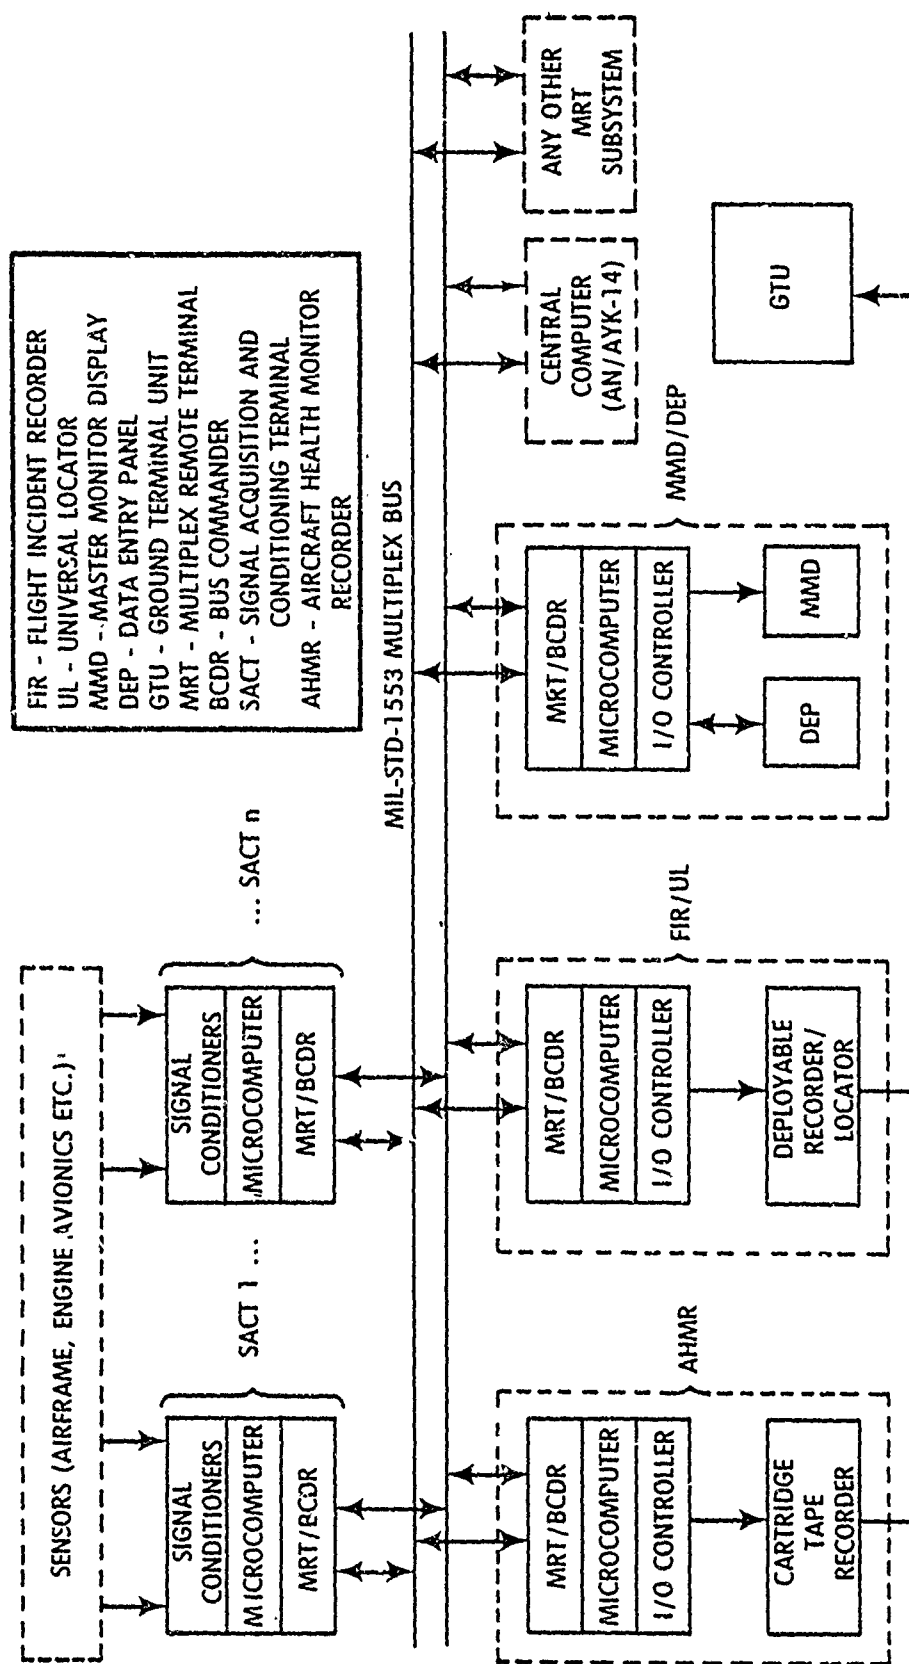 FIR - FLIGHT INCIDENT RECORDER
UL - UNIVERSAL LOCATOR
MMD - MASTER MONITOR DISPLAY
DEP - DATA ENTRY PANEL
GTU - GROUND TERMINAL UNIT
MRT - MULTIPLEX REMOTE TERMINAL
BCDR - BUS COMMANDER
SACT - SIGNAL ACQUISITION AND
CONDITIONING TERMINAL
AHMR - AIRCRAFT HEALTH MONITOR
RECORDER
SENSORS (AIRFRAME, ENGINE, AVIONICS ETC.)
SIGNAL
CONDITIONERS
MICROCOMPUTER
MRT/BCDR
SACT 1 ...
SIGNAL
CONDITIONERS
MICROCOMPUTER
MRT/BCDR
... SACT n
MIL-STD-1553 MULTIPLEX BUS
MRT/BCDR
MICROCOMPUTER
I/O CONTROLLER
CARTRIDGE
TAPE
RECORDER
AHMR
MRT/BCDR
MICROCOMPUTER
I/O CONTROLLER
DEPLOYABLE
RECORDER/
LOCATOR
FIR/UL
MRT/BCDR
MICROCOMPUTER
I/O CONTROLLER
DEP
MMD
MMD/DEP
CENTRAL
COMPUTER
(AN/AYK-14)
ANY OTHER
MRT
SUBSYSTEM
GTU